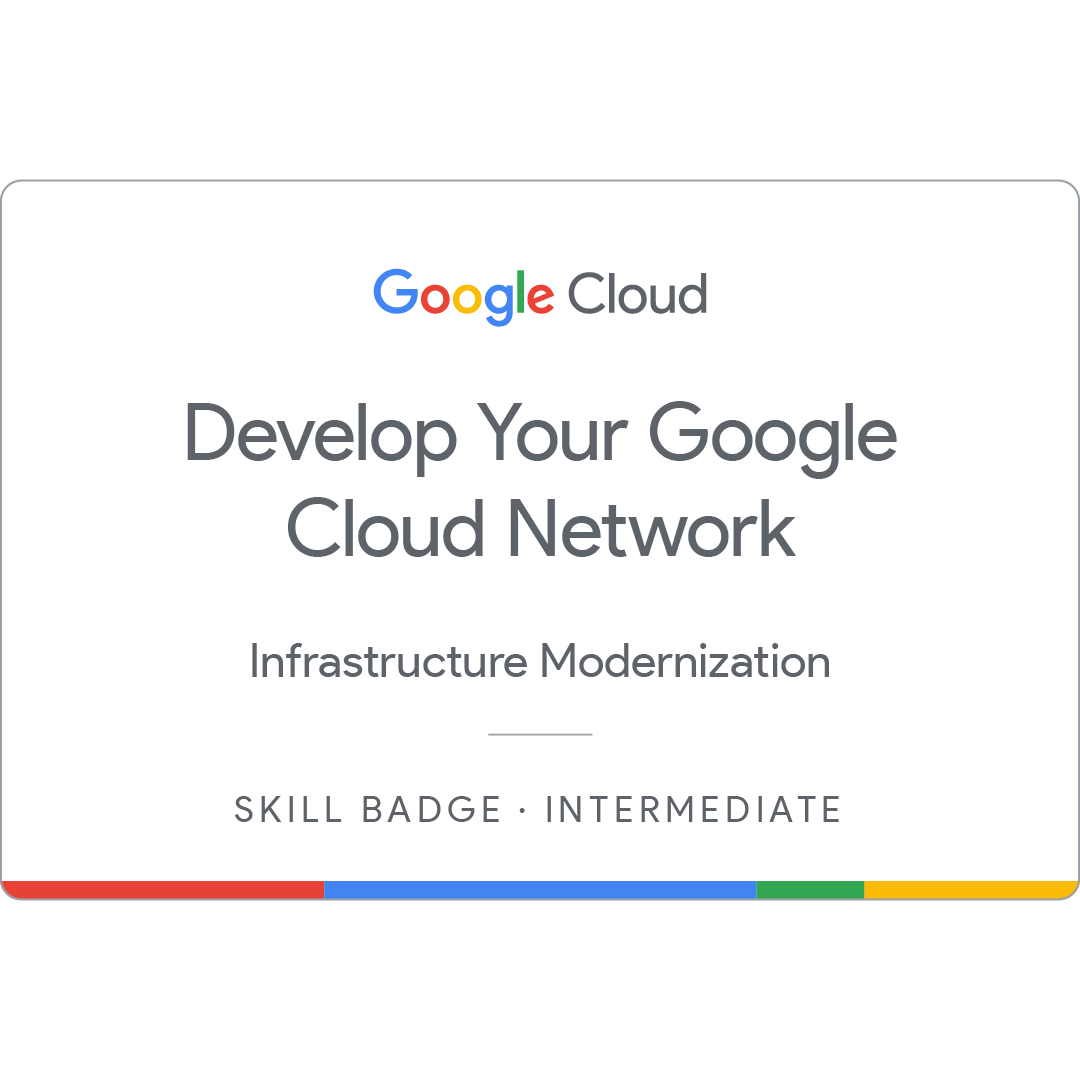 Google Cloud
Develop Your Google
Cloud Network
Infrastructure Modernization
SKILL BADGE · INTERMEDIATE